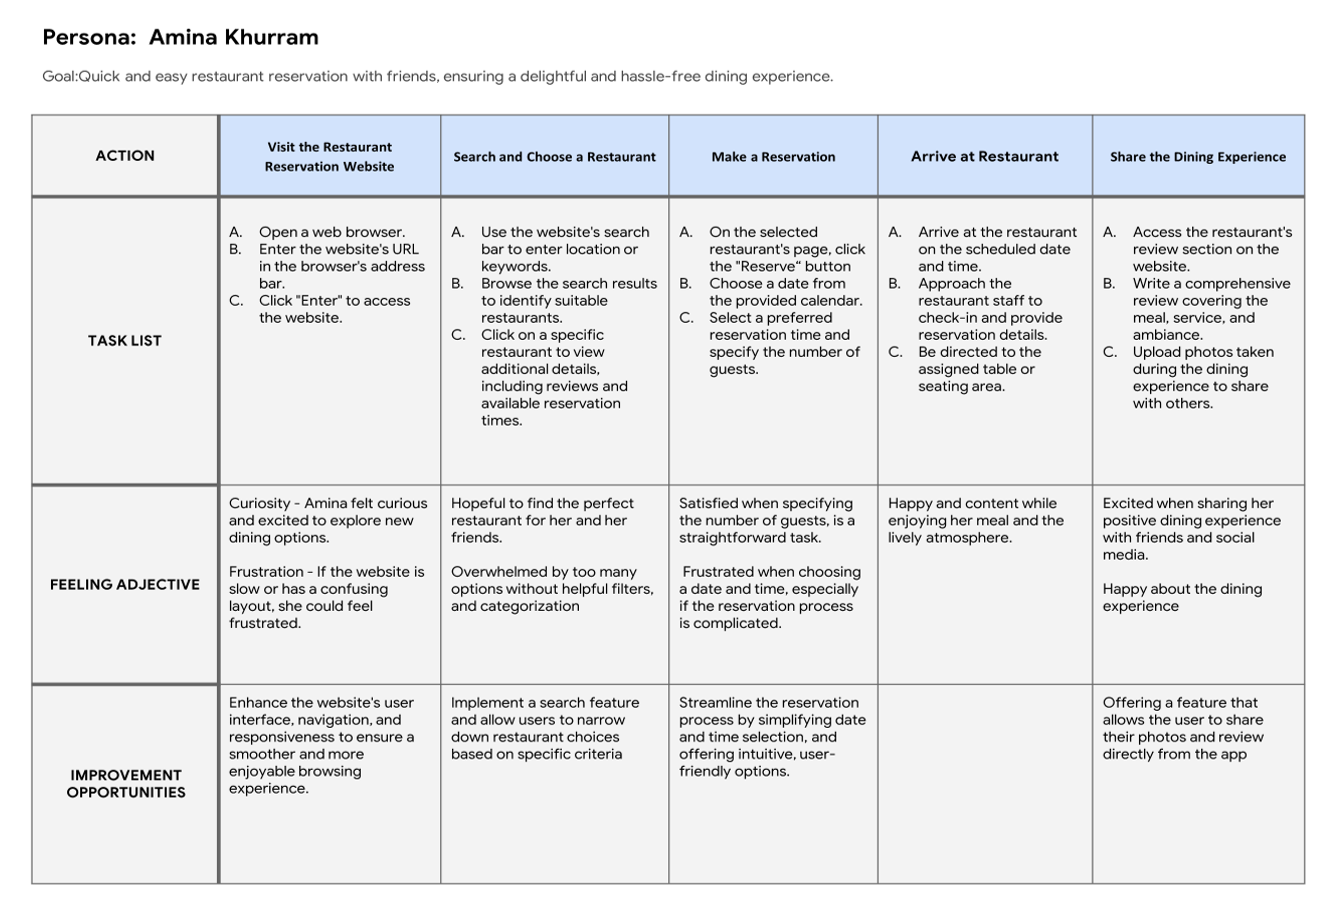 Persona:  Amina Khurram
Goal:Quick and easy restaurant reservation with friends, ensuring a delightful and hassle-free dining experience.
ACTION
Visit the Restaurant
Reservation Website
Search and Choose a Restaurant
Make a Reservation
Arrive at Restaurant
Share the Dining Experience
TASK LIST
A. Open a web browser.
B. Enter the website's URL
in the browser's address
bar.
C. Click "Enter" to access
the website.
A. Use the website's search
bar to enter location or
keywords.
B. Browse the search results
to identify suitable
restaurants.
C. Click on a specific
restaurant to view
additional details,
including reviews and
available reservation
times.
A. On the selected
restaurant's page, click
the "Reserve“ button
B. Choose a date from
the provided calendar.
C. Select a preferred
reservation time and
specify the number of
guests.
A. Arrive at the restaurant
on the scheduled date
and time.
B. Approach the
restaurant staff to
check-in and provide
reservation details.
C. Be directed to the
assigned table or
seating area.
A. Access the restaurant's
review section on the
website.
B. Write a comprehensive
review covering the
meal, service, and
ambiance.
C. Upload photos taken
during the dining
experience to share
with others.
FEELING ADJECTIVE
Curiosity - Amina felt curious
and excited to explore new
dining options.
Frustration - If the website is
slow or has a confusing
layout, she could feel
frustrated.
Hopeful to find the perfect
restaurant for her and her
friends.
Overwhelmed by too many
options without helpful filters,
and categorization
Satisfied when specifying
the number of guests, is a
straightforward task.
Frustrated when choosing
a date and time, especially
if the reservation process
is complicated.
Happy and content while
enjoying her meal and the
lively atmosphere.
Excited when sharing her
positive dining experience
with friends and social
media.
Happy about the dining
experience
IMPROVEMENT
OPPORTUNITIES
Enhance the website's user
interface, navigation, and
responsiveness to ensure a
smoother and more
enjoyable browsing
experience.
Implement a search feature
and allow users to narrow
down restaurant choices
based on specific criteria
Streamline the reservation
process by simplifying date
and time selection, and
offering intuitive, user-
friendly options.
Offering a feature that
allows the user to share
their photos and review
directly from the app